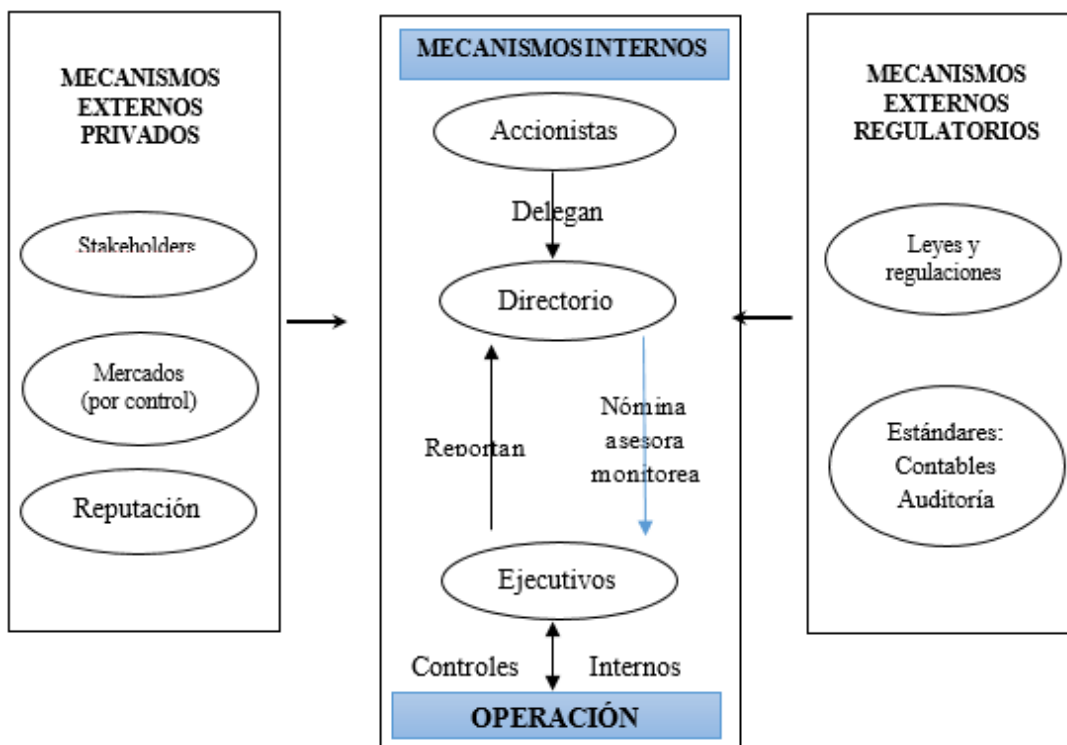 MECANISMOS
EXTERNOS
PRIVADOS
Stakeholders
Mercados
(por control)
Reputación
MECANISMOS INTERNOS
Accionistas
Delegan
Directorio
Reportan
Nómina
asesora
monitorea
Ejecutivos
Controles Internos
OPERACIÓN
MECANISMOS
EXTERNOS
REGULATORIOS
Leyes y
regulaciones
Estándares:
Contables
Auditoría